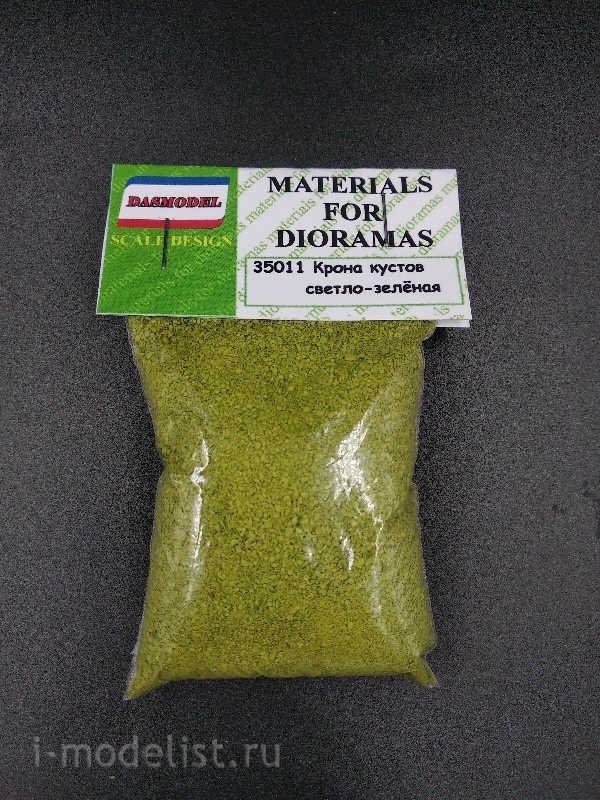 DASMODEL
SCALE DESIGN
MATERIALS
FOR
DIORAMAS
35011 Крона кустов
светло-зелёная
i-modelist.ru